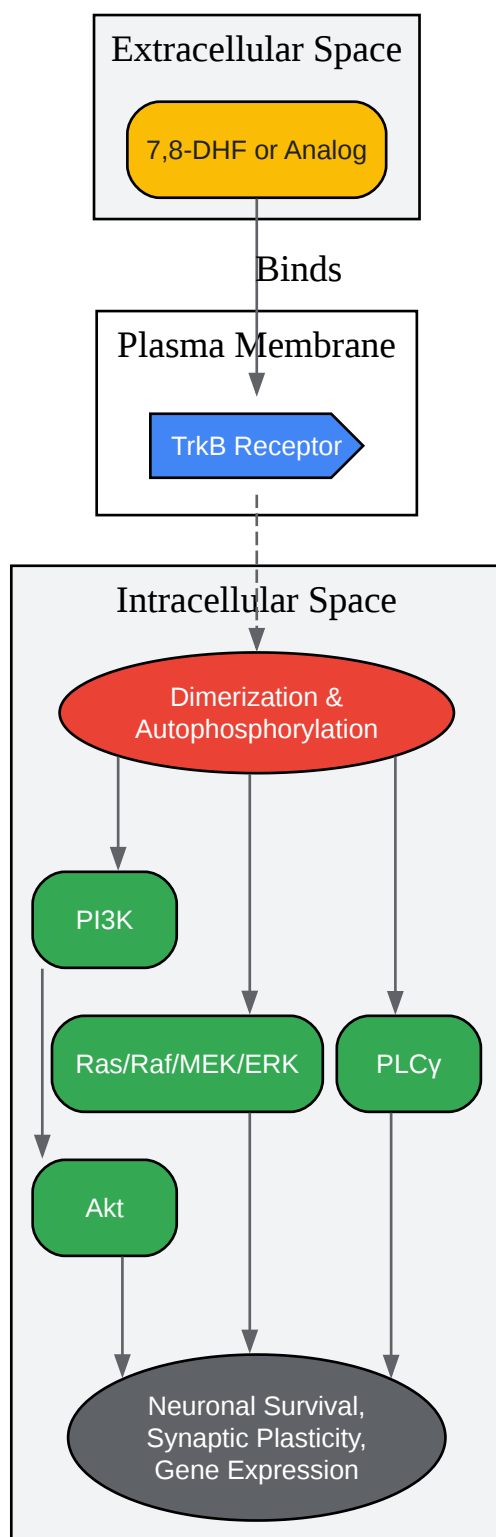 Extracellular Space
7,8-DHF or Analog
Binds
Plasma Membrane
TrkB Receptor
Intracellular Space
Dimerization &
Autophosphorylation
PI3K
Ras/Raf/MEK/ERK
PLCγ
Akt
Neuronal Survival,
Synaptic Plasticity,
Gene Expression